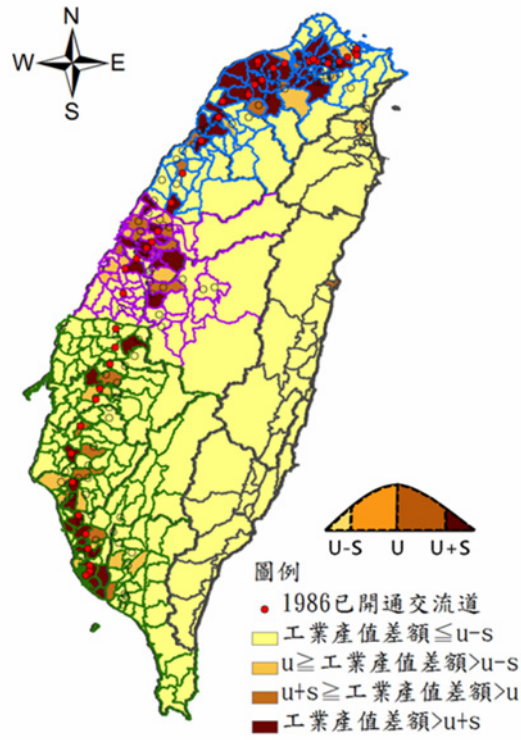 N
W E
S
U-S U U+S
圖例
1986已開通交流道
工業產值差額≦u-s
u≧工業產值差額>u-s
u+s≧工業產值差額>u
工業產值差額>u+s